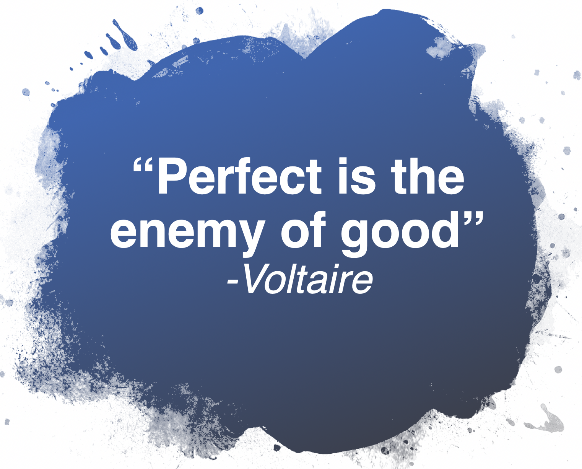 “Perfect is the
enemy of good”
-Voltaire